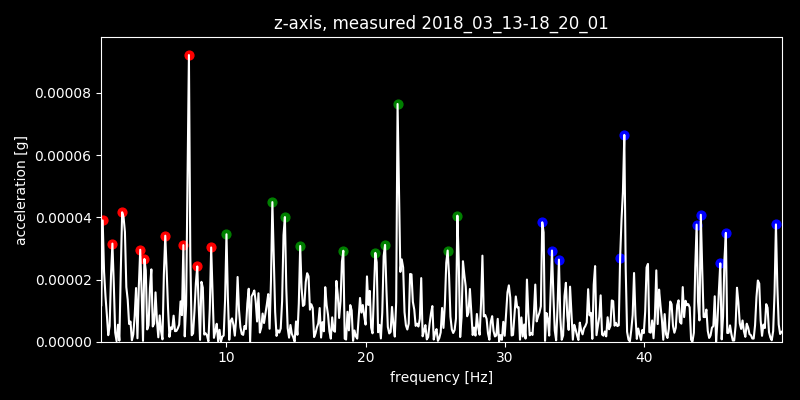 z-axis, measured 2018_03_13-18_20_01
0.00008
0.00006
0.00004
0.00002
0.00000
acceleration [g]
10 20 30 40
frequency [Hz]